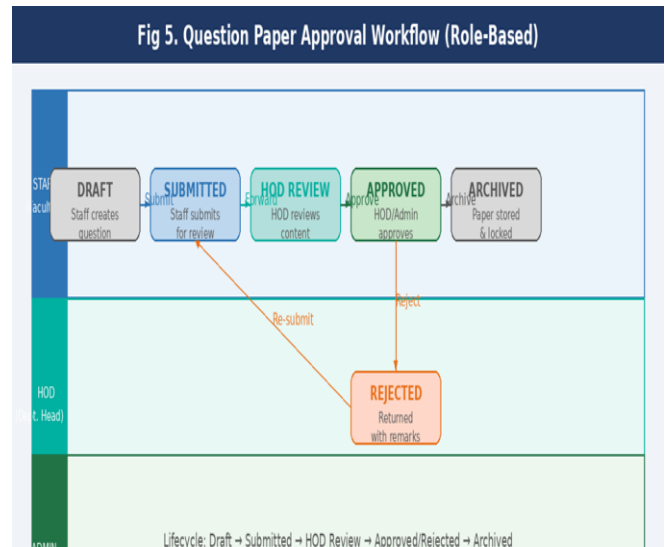 Fig 5. Question Paper Approval Workflow (Role-Based)
DRAFT
Staff creates
question
Submit
SUBMITTED
Staff submits
for review
Forward
HOD REVIEW
HOD reviews
content
Approve
APPROVED
HOD/Admin
approves
Archive
ARCHIVED
Paper stored
& locked
Reject
Re-submit
HOD
Head)
REJECTED
Returned
with remarks
ADMIN
Lifecycle: Draft → Submitted → HOD Review → Approved/Rejected → Archived